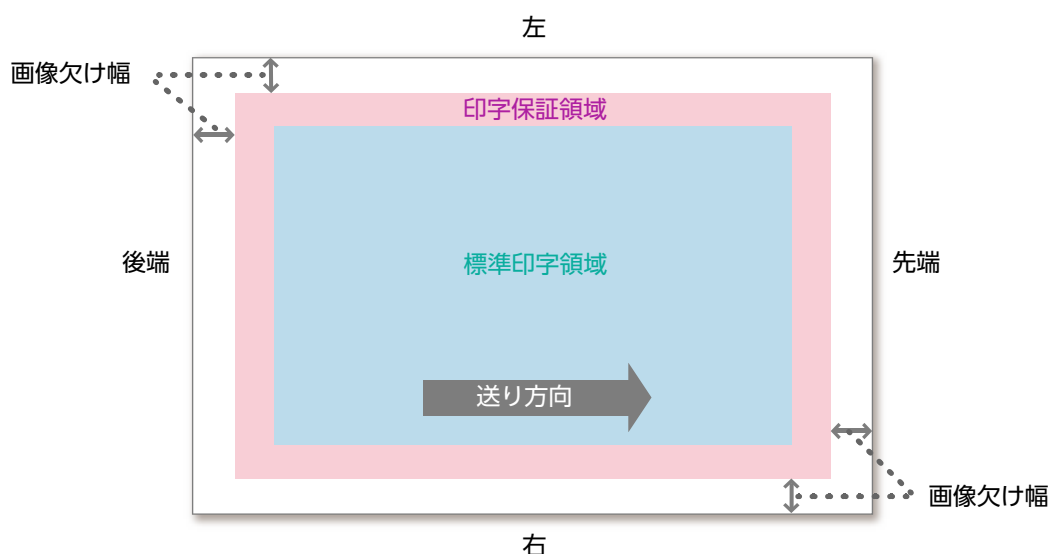 左
画像欠け幅
印字保証領域
後端
標準印字領域
先端
送り方向
画像欠け幅
右